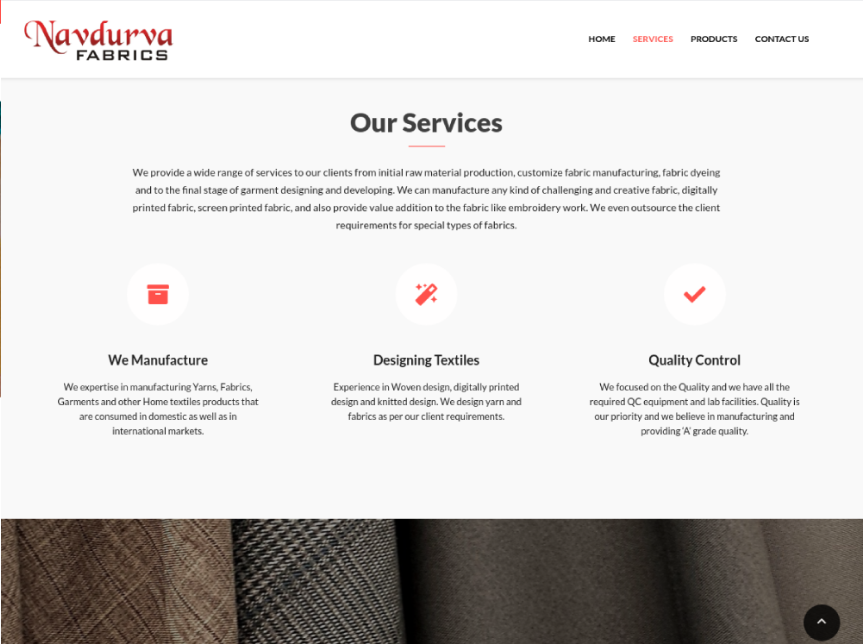 Navdurva
FABRICS
HOME SERVICES PRODUCTS CONTACT US
Our Services
We provide a wide range of services to our clients from initial raw material production, customize fabric manufacturing, fabric dyeing
and to the final stage of garment designing and developing. We can manufacture any kind of challenging and creative fabric, digitally
printed fabric, screen printed fabric, and also provide value addition to the fabric like embroidery work. We even outsource the client
requirements for special types of fabrics.
We Manufacture
We expertise in manufacturing Yarns, Fabrics,
Garments and other Home textiles products that
are consumed in domestic as well as in
international markets.
Designing Textiles
Experience in Woven design, digitally printed
design and knitted design. We design yarn and
fabrics as per our client requirements.
Quality Control
We focused on the Quality and we have all the
required QC equipment and lab facilities. Quality is
our priority and we believe in manufacturing and
providing ‘A’ grade quality.